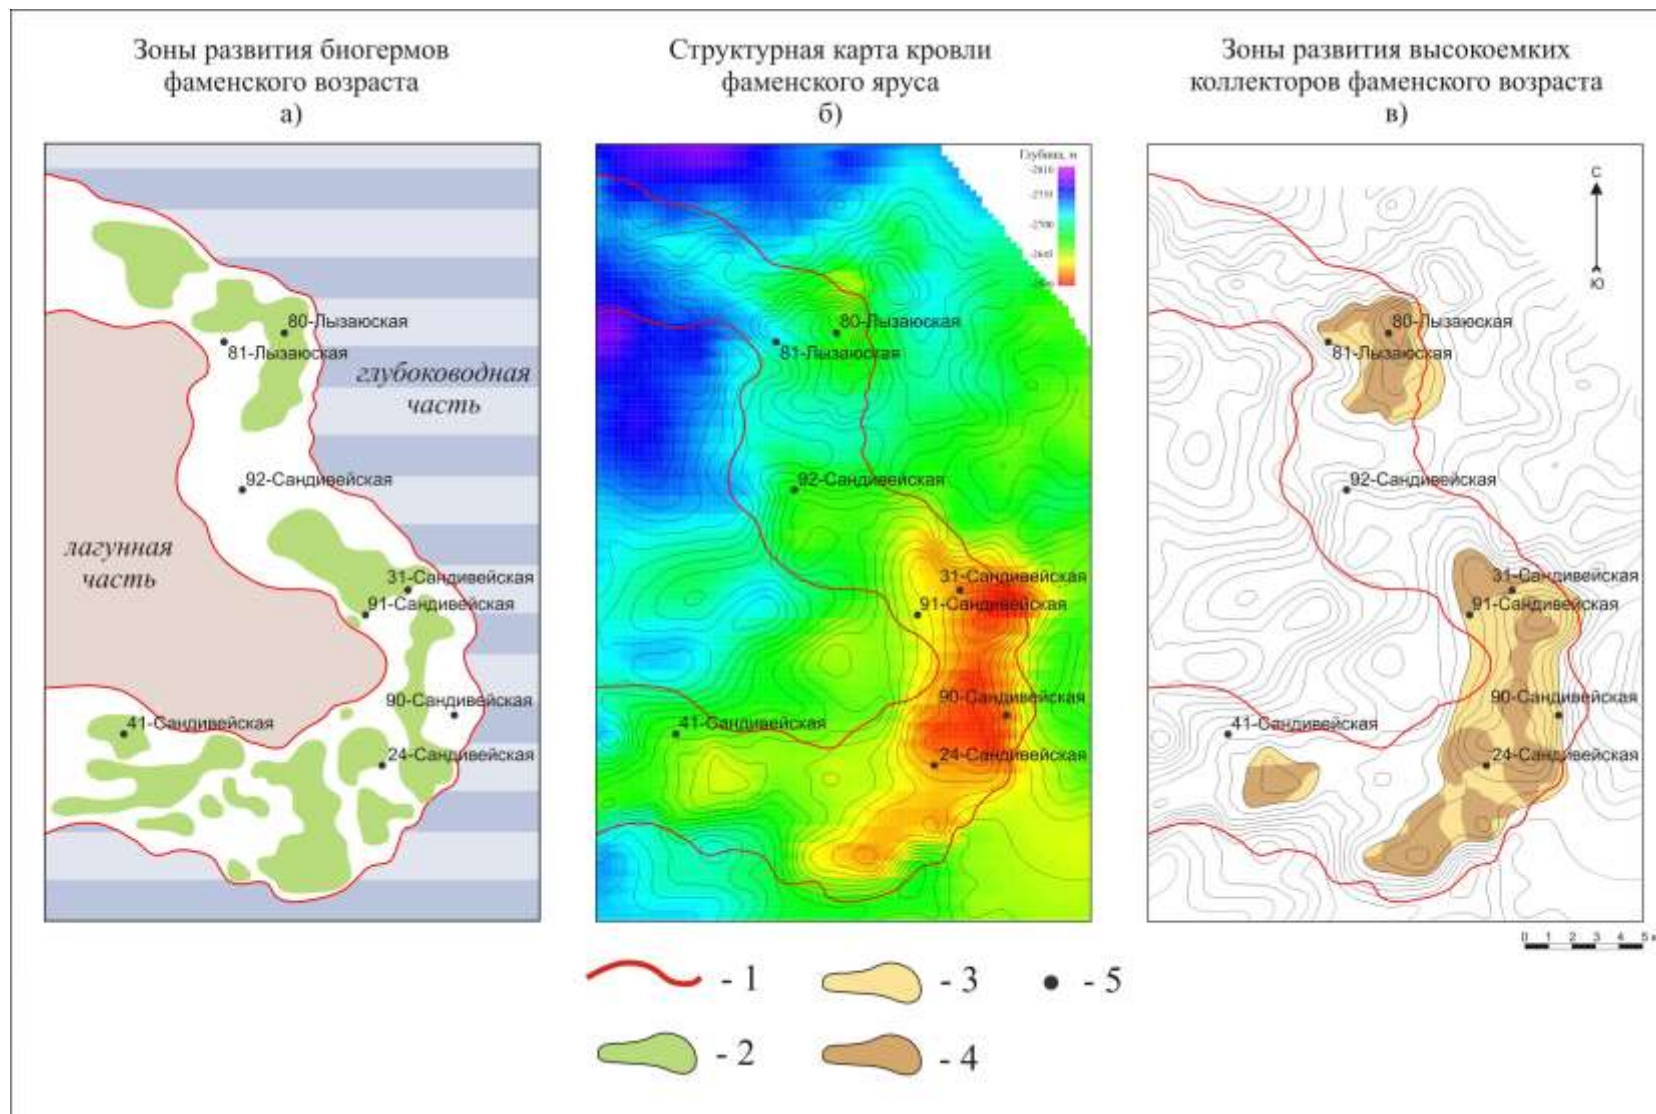 Зоны развития биогермов
фаменского возраста
а)
Структурная карта кровли
фаменского яруса
б)
Зоны развития высокоемких
коллекторов фаменского возраста
в)
80-Лызаюская
81-Лызаюская
глубоководная
часть
92-Сандивейская
лагунная
часть
31-Сандивейская
91-Сандивейская
90-Сандивейская
41-Сандивейская
24-Сандивейская
Глубина, м
-2700
80-Лызаюская
81-Лызаюская
92-Сандивейская
31-Сандивейская
91-Сандивейская
90-Сандивейская
41-Сандивейская
24-Сандивейская
С
Ю
80-Лызаюская
81-Лызаюская
92-Сандивейская
31-Сандивейская
91-Сандивейская
90-Сандивейская
41-Сандивейская
24-Сандивейская
0 1 2 3 4 5
- 1
- 3
- 5
- 2
- 4